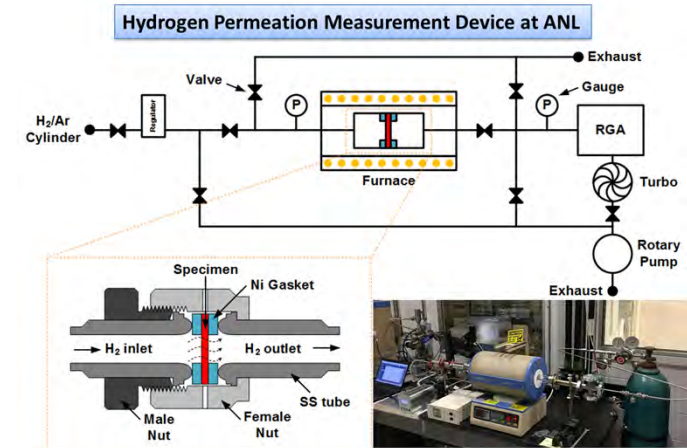 Hydrogen Permeation Measurement Device at ANL
Exhaust
Valve
Gauge
H2/Ar
Cylinder
Regulator
P
P
RGA
Furnace
Turbo
Rotary
Pump
Exhaust
Specimen
Ni Gasket
H2 inlet
H2 outlet
SS tube
Male
Nut
Female
Nut